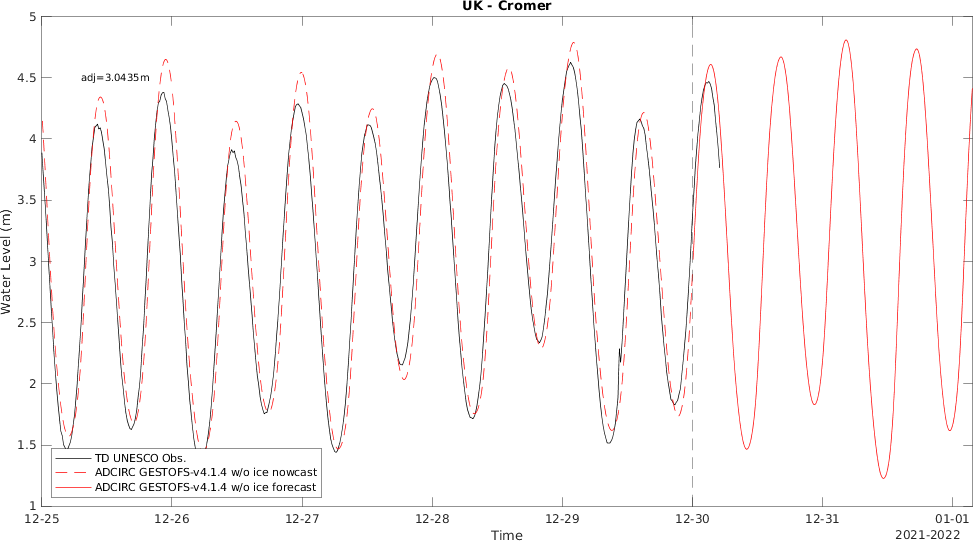 UK - Cromer
5
4.5
4
3.5
3
2.5
2
1.5
1
Water Level (m)
adj=3.0435m
TD UNESCO Obs.
ADCIRC GESTOFS-v4.1.4 w/o ice nowcast
ADCIRC GESTOFS-v4.1.4 w/o ice forecast
12-25 12-26 12-27 12-28 12-29 12-30 12-31 01-01
Time
2021-2022